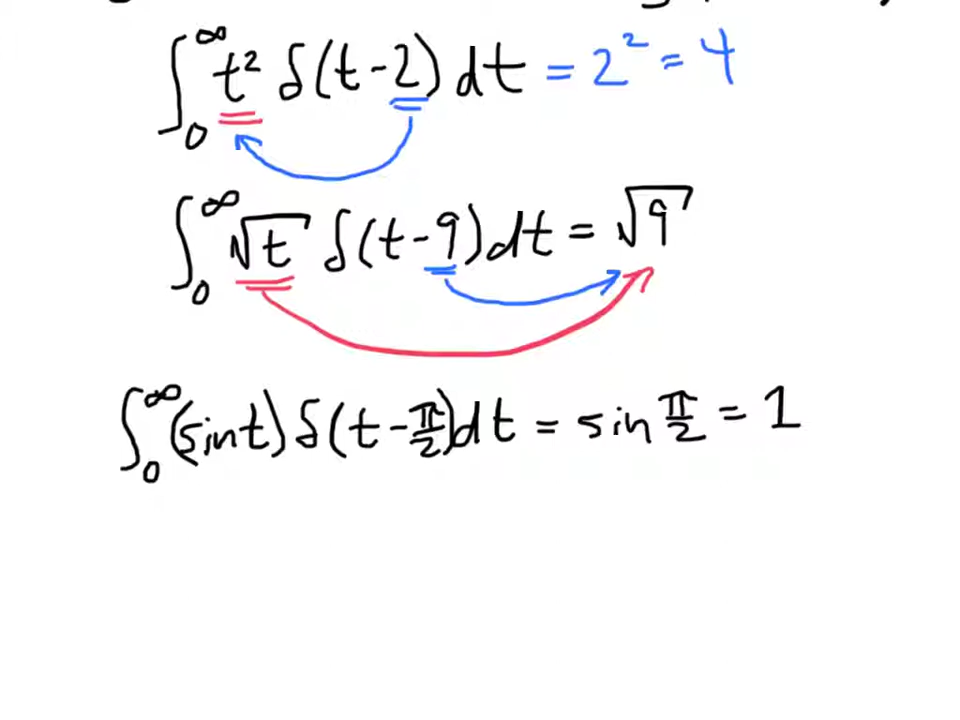 ∫₀^∞ t² δ(t-2) dt = 2² = 4
∫₀^∞ √t δ(t-9) dt = √9
∫₀^∞ (sin t) δ(t-π/2) dt = sin π/2 = 1